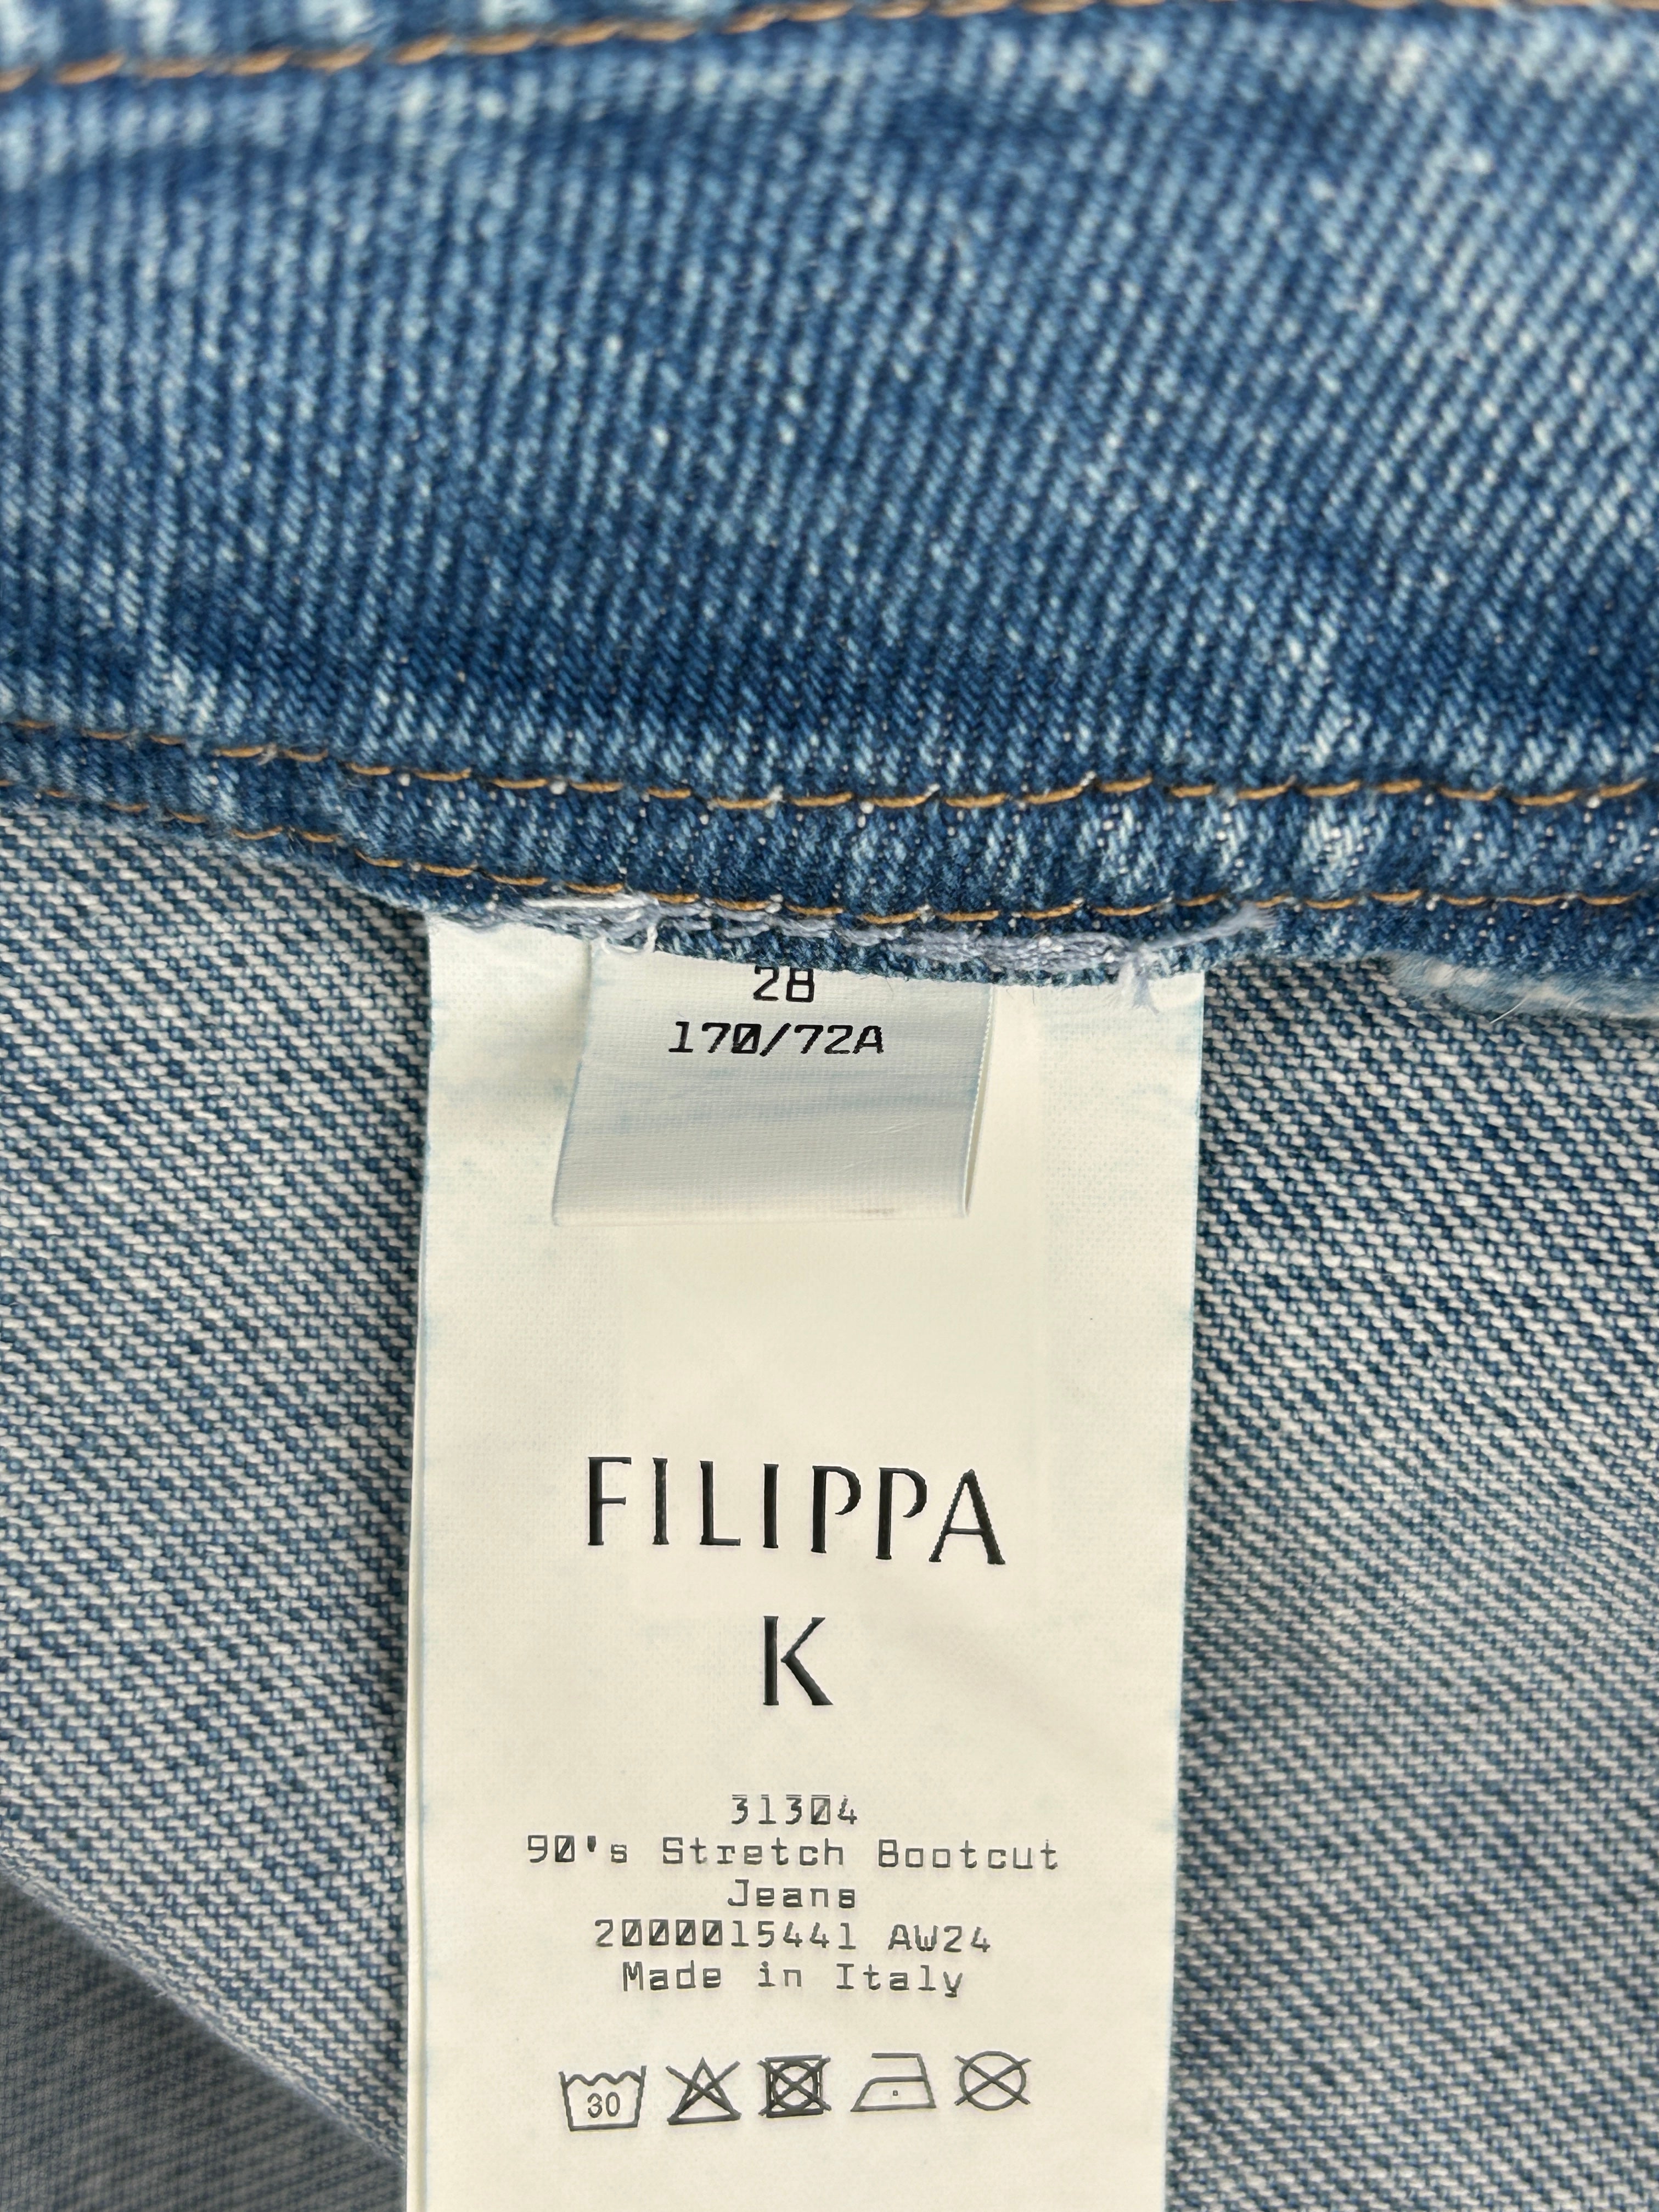 28
170/72A
FILIPPA
K
31304
90's Stretch Bootcut
Jeans
2000015441 AW24
Made in Italy
30